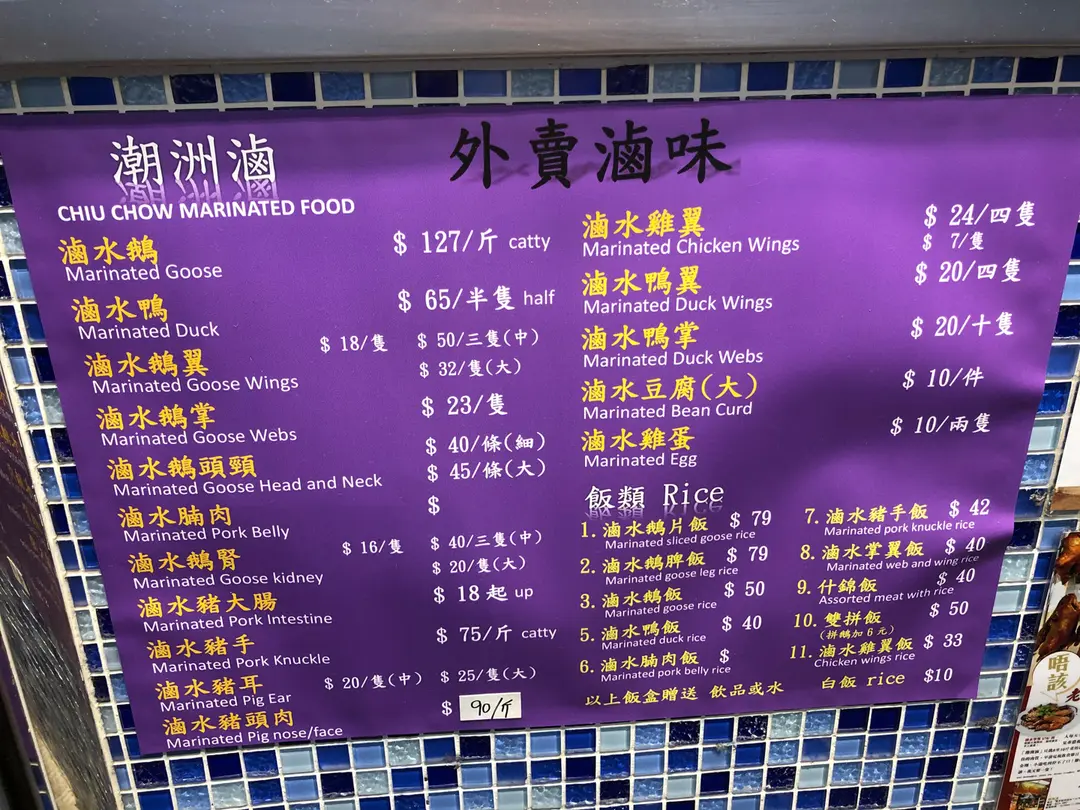 潮洲滷
外賣滷味
CHIU CHOW MARINATED FOOD
滷水鵝 $ 127/斤 catty
Marinated Goose
滷水鴨 $ 65/半隻 half
Marinated Duck
滷水鵝翼 $ 18/隻 $ 50/三隻(中)
Marinated Goose Wings $ 32/隻(大)
滷水鵝掌 $ 23/隻
Marinated Goose Webs
滷水鵝頭頸 $ 40/條(細)
Marinated Goose Head and Neck $ 45/條(大)
滷水腩肉 $
Marinated Pork Belly
滷水鵝腎 $ 16/隻 $ 40/三隻(中)
Marinated Goose kidney $ 20/隻(大)
滷水豬大腸 $ 18 起 up
Marinated Pork Intestine
滷水豬手 $ 75/斤 catty
Marinated Pork Knuckle
滷水豬耳 $ 20/隻(中) $ 25/隻(大)
Marinated Pig Ear
滷水豬頭肉 $ 90/斤
Marinated Pig nose/face
滷水雞翼 $ 24/四隻
Marinated Chicken Wings $ 7/隻
滷水鴨翼 $ 20/四隻
Marinated Duck Wings
滷水鴨掌 $ 20/十隻
Marinated Duck Webs
滷水豆腐(大) $ 10/件
Marinated Bean Curd
滷水雞蛋 $ 10/兩隻
Marinated Egg
飯類 Rice
1. 滷水鵝片飯 $ 79
Marinated sliced goose rice
2. 滷水鵝脾飯 $ 79
Marinated goose leg rice
3. 滷水鵝飯 $ 50
Marinated goose rice
5. 滷水鴨飯 $ 40
Marinated duck rice
6. 滷水腩肉飯 $
Marinated pork belly rice
以上飯盒贈送 飲品或水
7. 滷水豬手飯 $ 42
Marinated pork knuckle rice
8. 滷水掌翼飯 $ 40
Marinated web and wing rice
9. 什錦飯 $ 40
Assorted meat with rice
10. 雙拼飯 $ 50
(拼鵝加 6 元)
11. 滷水雞翼飯 $ 33
Chicken wings rice
白飯 rice $10
唔該